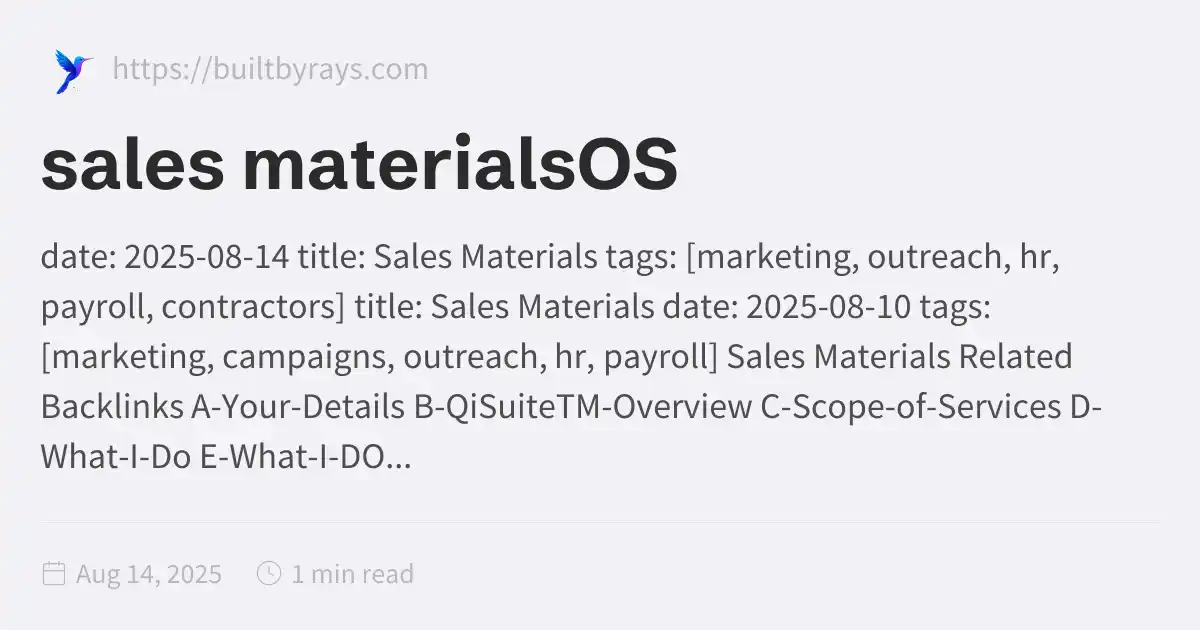 https://builtbyrays.com
sales materialsOS
date: 2025-08-14 title: Sales Materials tags: [marketing, outreach, hr,
payroll, contractors] title: Sales Materials date: 2025-08-10 tags:
[marketing, campaigns, outreach, hr, payroll] Sales Materials Related
Backlinks A-Your-Details B-QiSuiteTM-Overview C-Scope-of-Services D-
What-I-Do E-What-I-DO...
Aug 14, 2025 1 min read